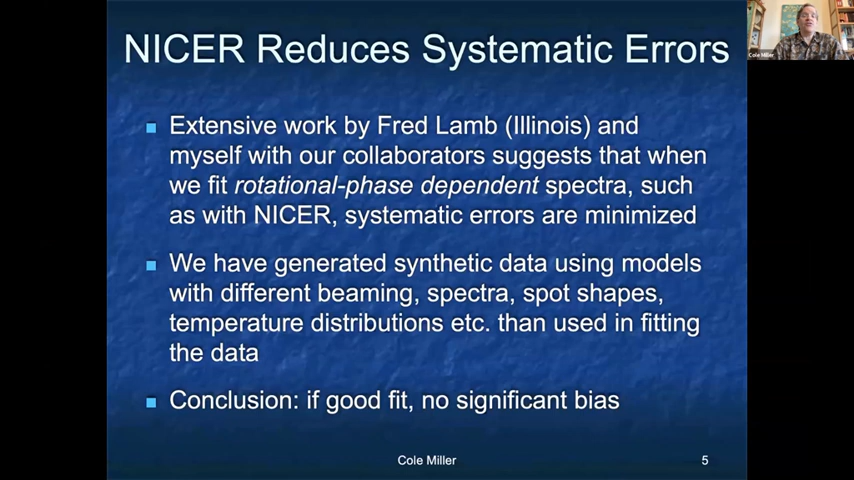 NICER Reduces Systematic Errors
Extensive work by Fred Lamb (Illinois) and
myself with our collaborators suggests that when
we fit rotational-phase dependent spectra, such
as with NICER, systematic errors are minimized
We have generated synthetic data using models
with different beaming, spectra, spot shapes,
temperature distributions etc. than used in fitting
the data
Conclusion: if good fit, no significant bias
Cole Miller
5
Cole Miller